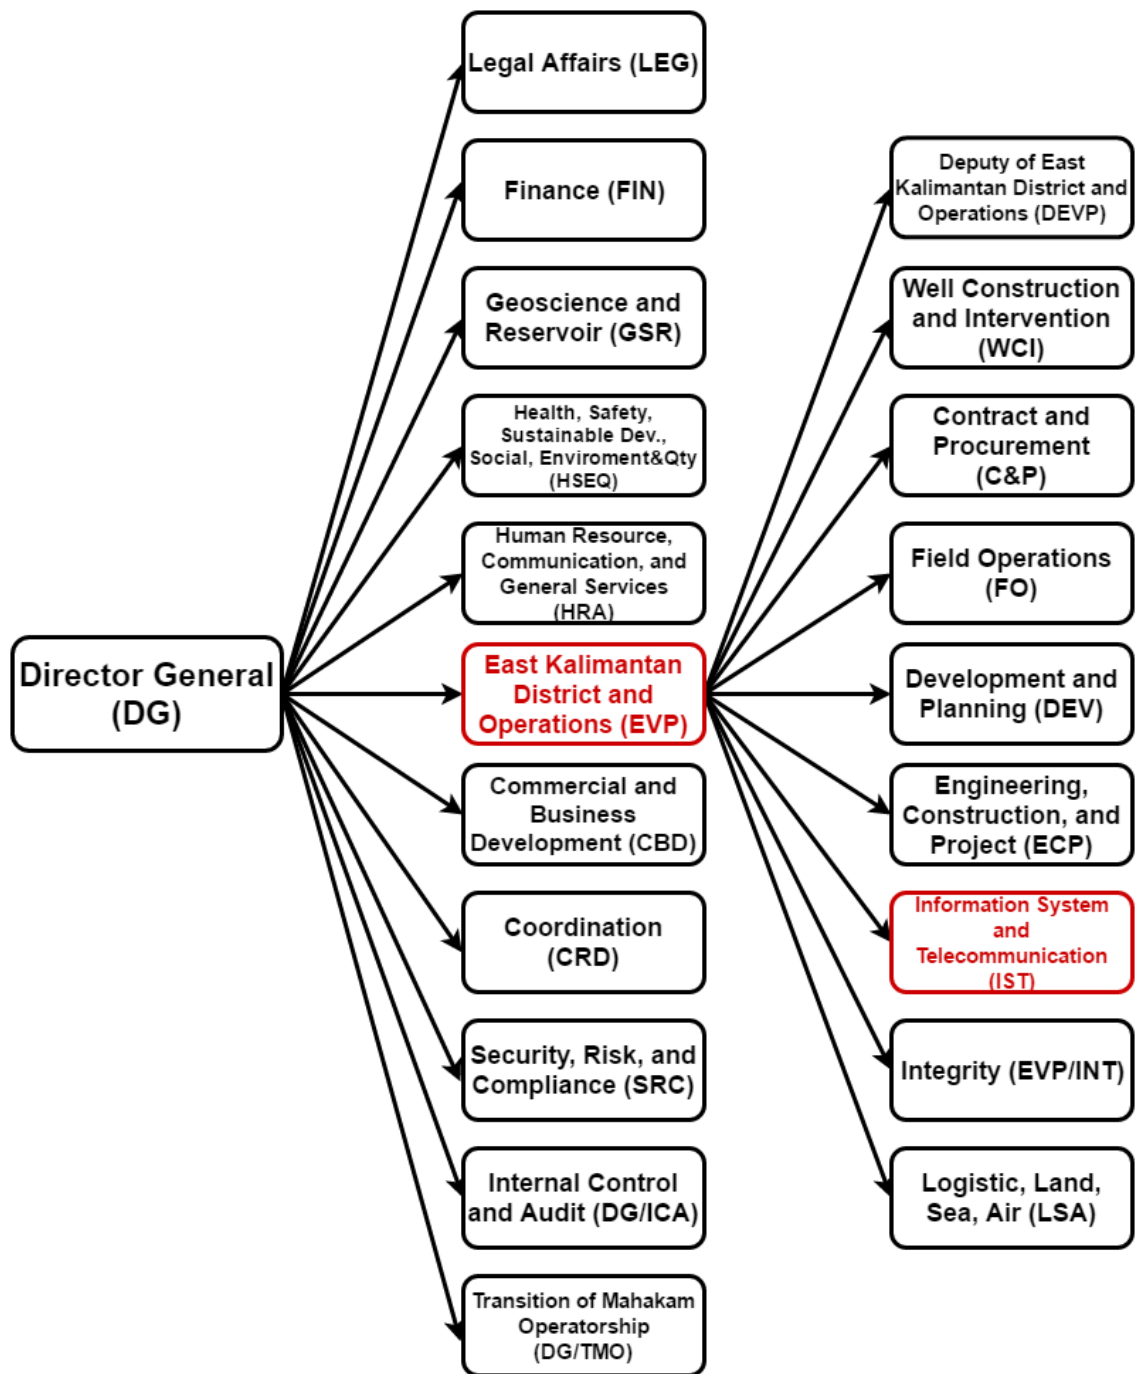 Director General
(DG)
Legal Affairs (LEG)
Finance (FIN)
Geoscience and
Reservoir (GSR)
Health, Safety,
Sustainable Dev.,
Social, Enviroment&Qty
(HSEQ)
Human Resource,
Communication, and
General Services
(HRA)
East Kalimantan
District and
Operations (EVP)
Commercial and
Business
Development (CBD)
Coordination
(CRD)
Security, Risk, and
Compliance (SRC)
Internal Control
and Audit (DG/ICA)
Transition of Mahakam
Operatorship
(DG/TMO)
Deputy of East
Kalimantan District and
Operations (DEVP)
Well Construction
and Intervention
(WCI)
Contract and
Procurement
(C&P)
Field Operations
(FO)
Development and
Planning (DEV)
Engineering,
Construction, and
Project (ECP)
Information System
and
Telecommunication
(IST)
Integrity (EVP/INT)
Logistic, Land,
Sea, Air (LSA)